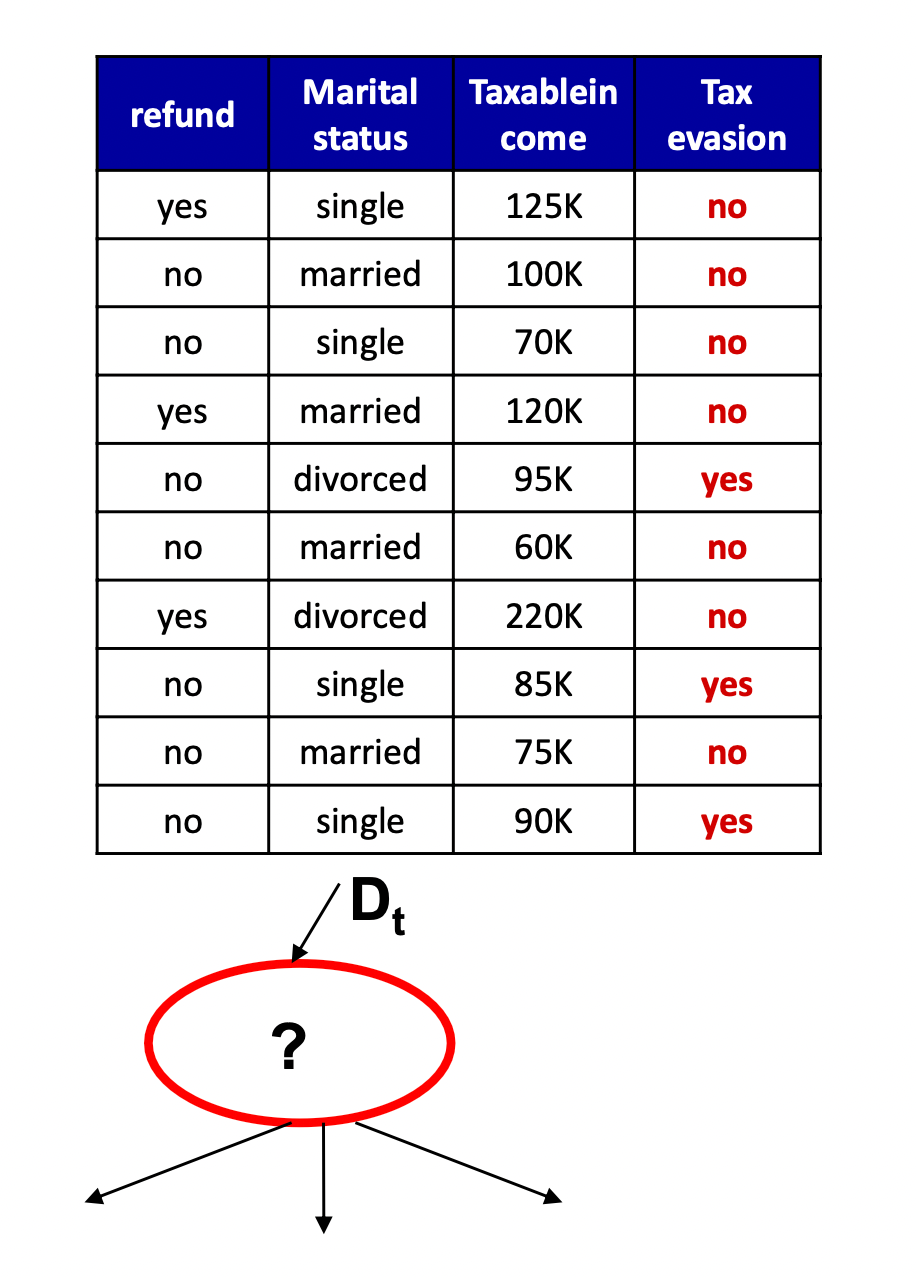 refund Marital status Taxablein come Tax evasion
yes single 125K no
no married 100K no
no single 70K no
yes married 120K no
no divorced 95K yes
no married 60K no
yes divorced 220K no
no single 85K yes
no married 75K no
no single 90K yes
Dt
?